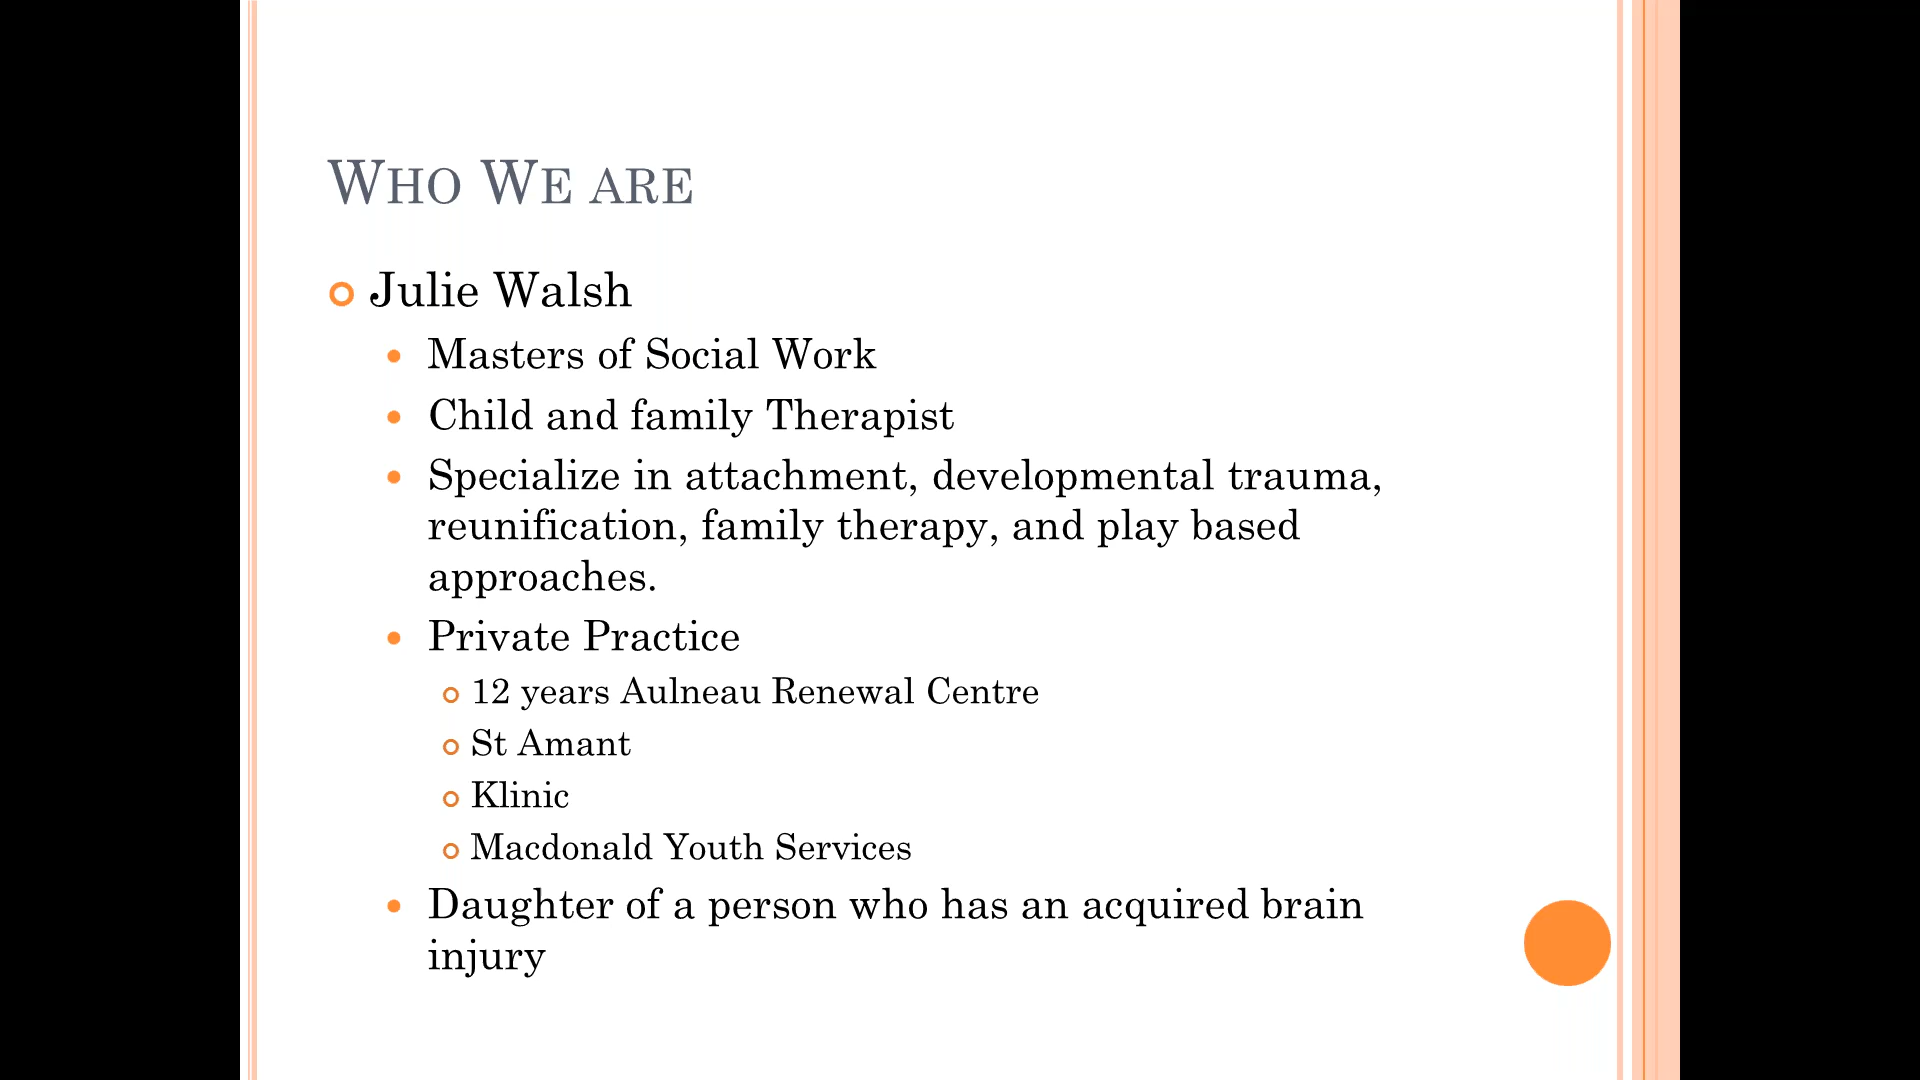 Who We are
Julie Walsh
Masters of Social Work
Child and family Therapist
Specialize in attachment, developmental trauma,
reunification, family therapy, and play based
approaches.
Private Practice
12 years Aulneau Renewal Centre
St Amant
Klinic
Macdonald Youth Services
Daughter of a person who has an acquired brain
injury